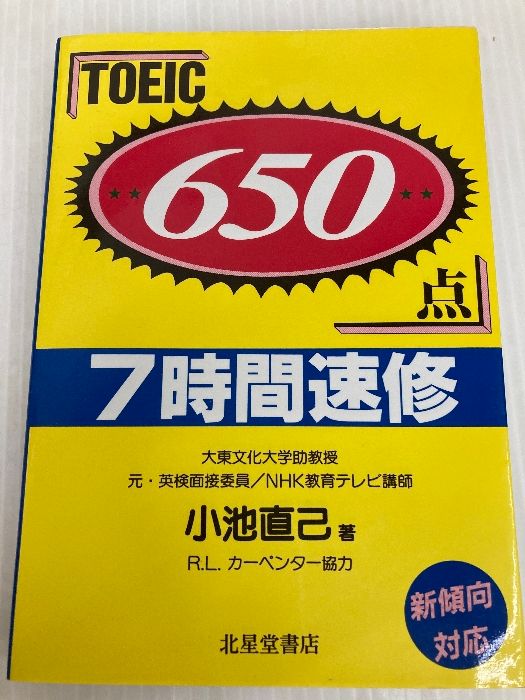 TOEIC
650
点
7時間速修
大東文化大学助教授
元・英検面接委員/NHK教育テレビ講師
小池直己 著
R.L. カーペンター協力
新傾向
対応
北星堂書店